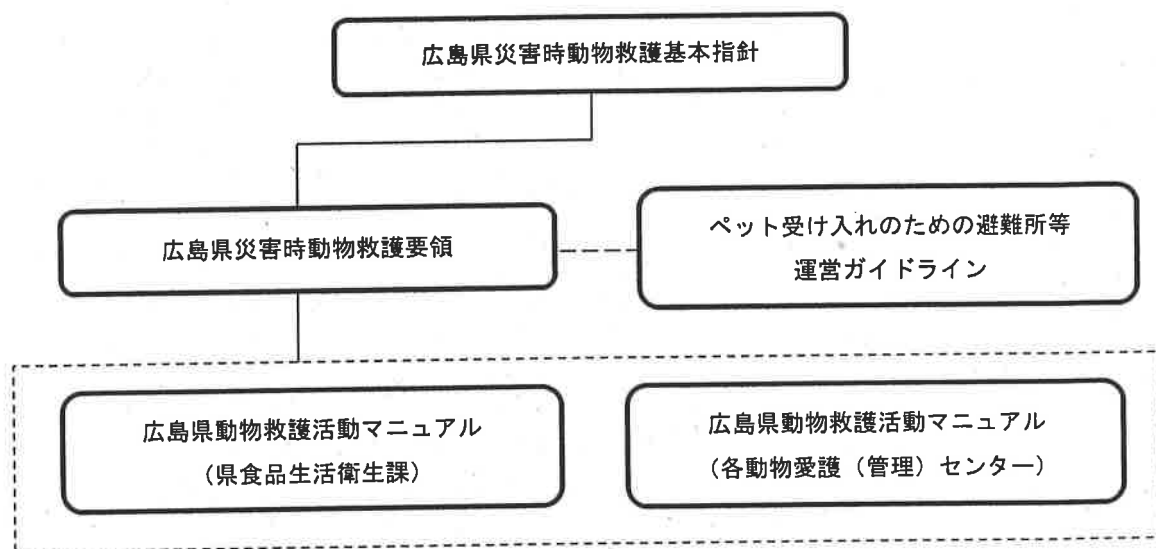 広島県災害時動物救護基本指針
広島県災害時動物救護要領
ペット受け入れのための避難所等
運営ガイドライン
広島県動物救護活動マニュアル
（県食品生活衛生課）
広島県動物救護活動マニュアル
（各動物愛護（管理）センター）